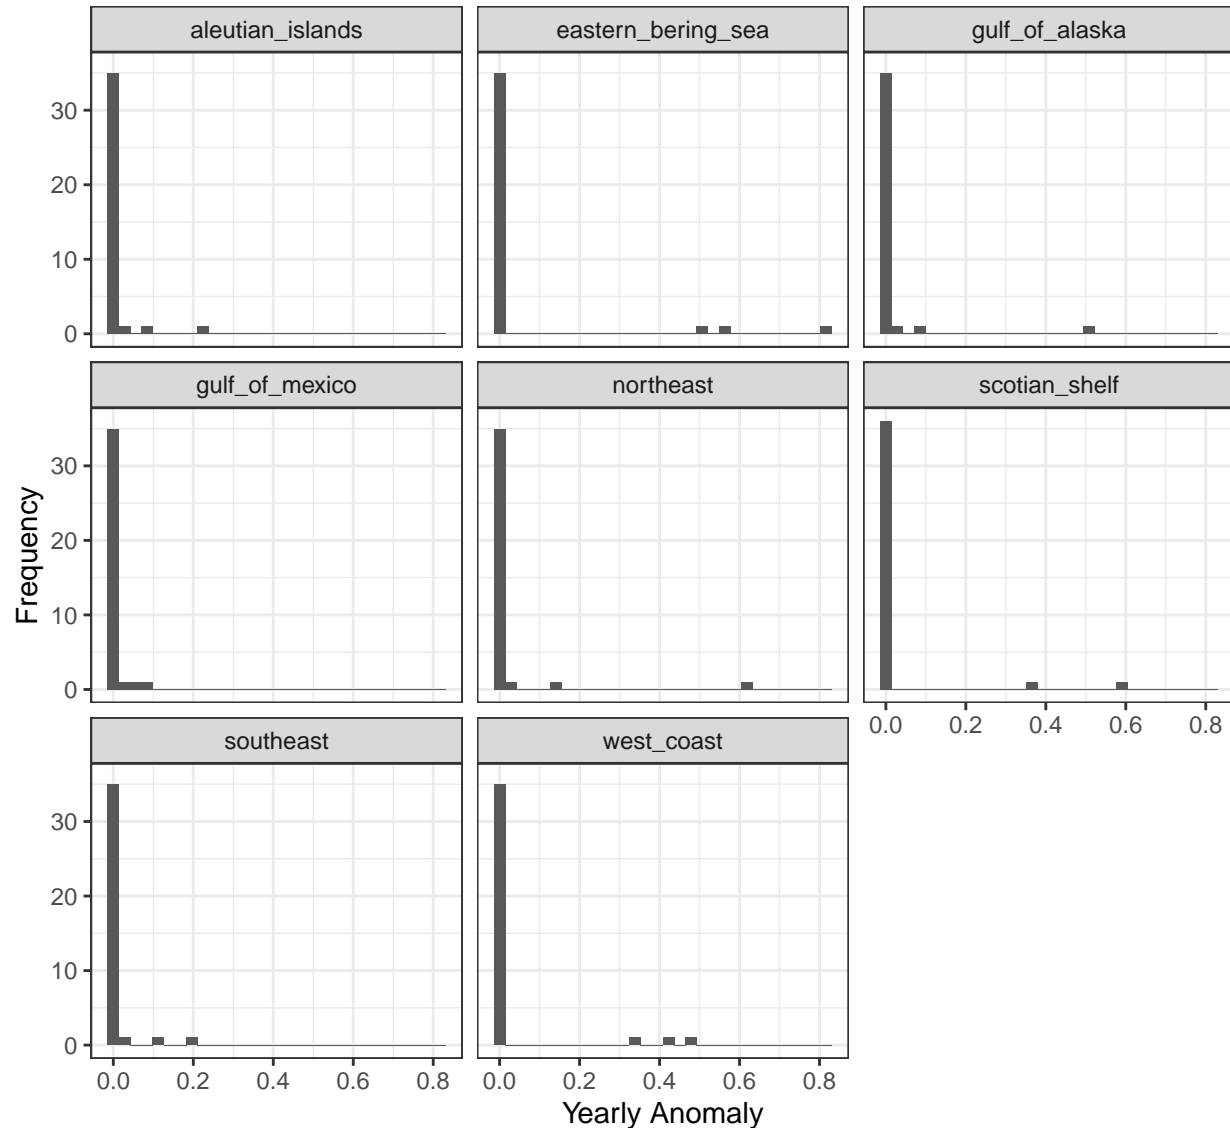 aleutian_islands
eastern_bering_sea
gulf_of_alaska
30
20
10
0
gulf_of_mexico
northeast
scotian_shelf
30
20
10
0
0.0 0.2 0.4 0.6 0.8
southeast
west_coast
30
20
10
0
0.0 0.2 0.4 0.6 0.8
0.0 0.2 0.4 0.6 0.8
Frequency
Yearly Anomaly